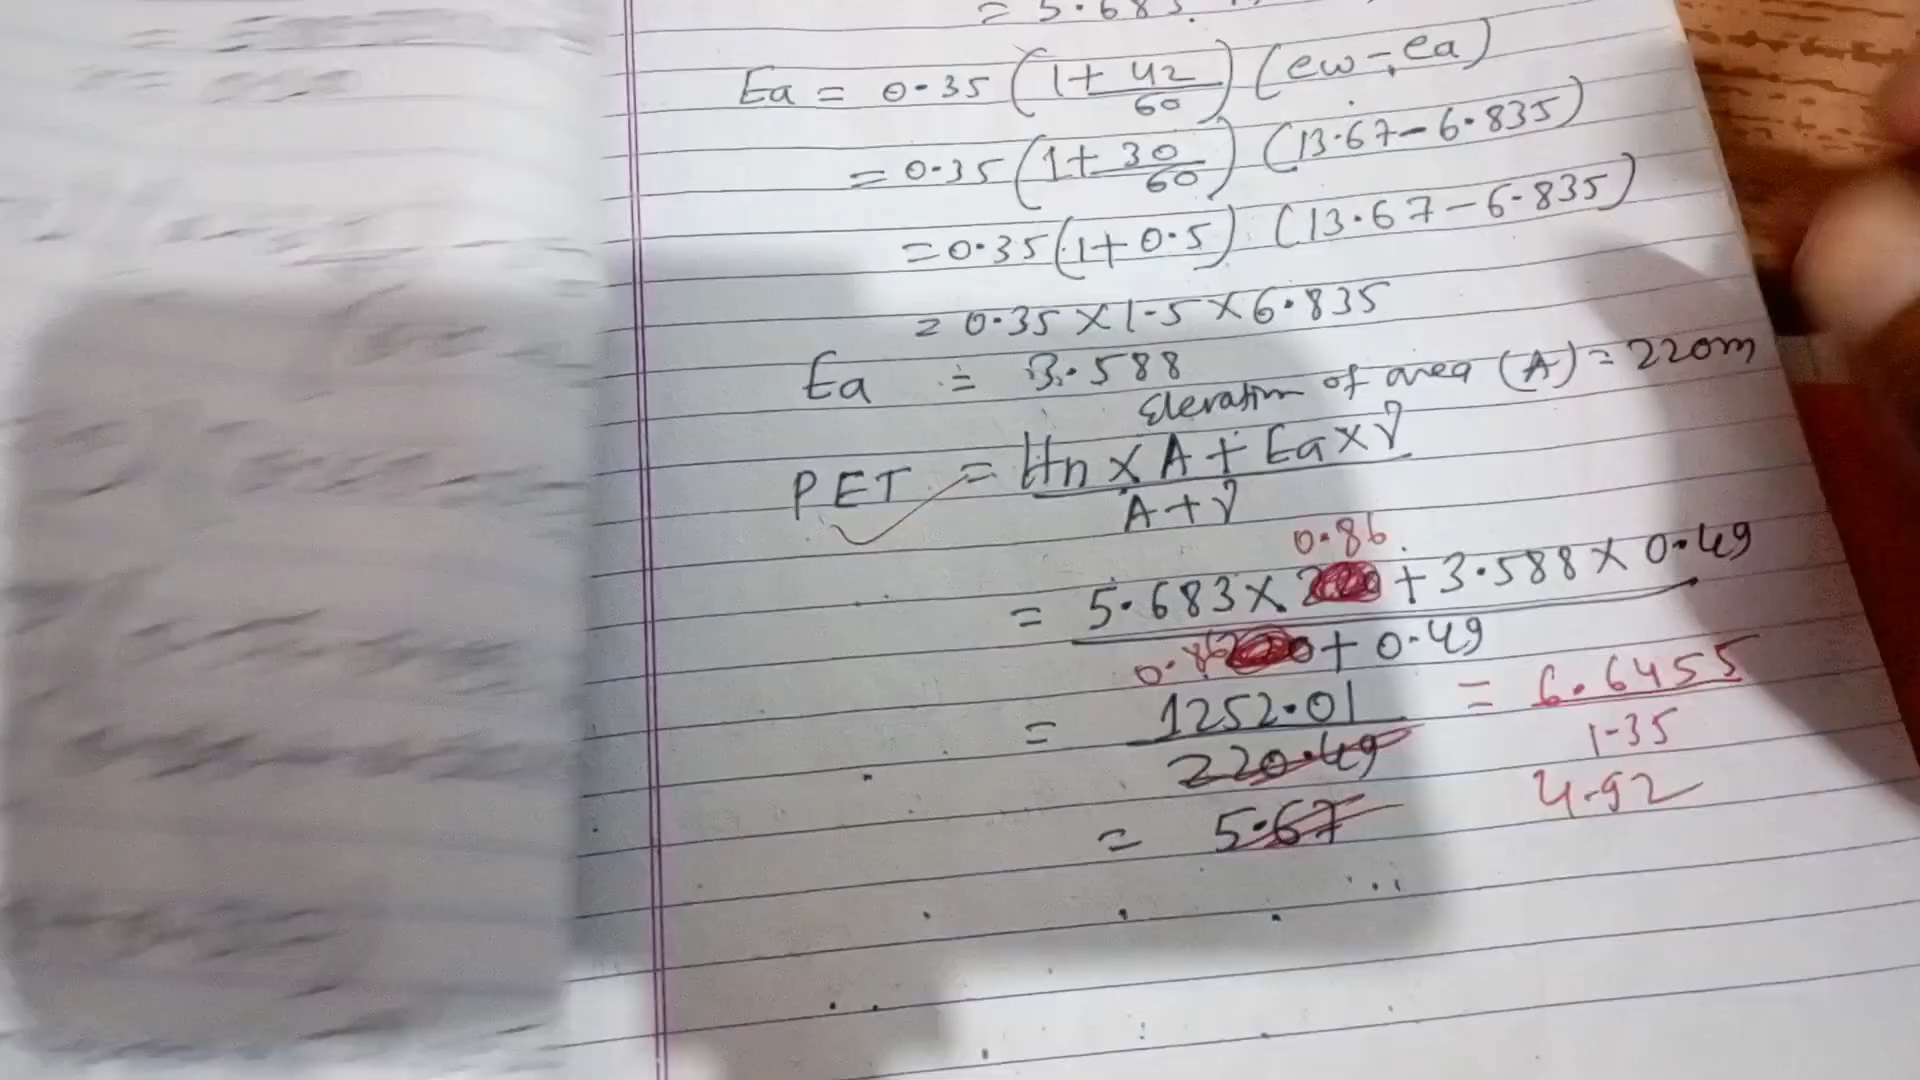 = 5.683.
Ea = 0.35 (1 + 42/60) (ew - ea)
= 0.35 (1 + 30/60) (13.67 - 6.835)
= 0.35 (1 + 0.5) (13.67 - 6.835)
= 0.35 × 1.5 × 6.835
Ea = 3.588
Elevation of area (A) = 220m
PET = Hn × A + Ea × γ / A + γ
0.86
= 5.683 × + 3.588 × 0.49
0.86 + 0.49
= 1252.01 / 220.49 = 6.6455 / 1.35
= 5.67 4.92